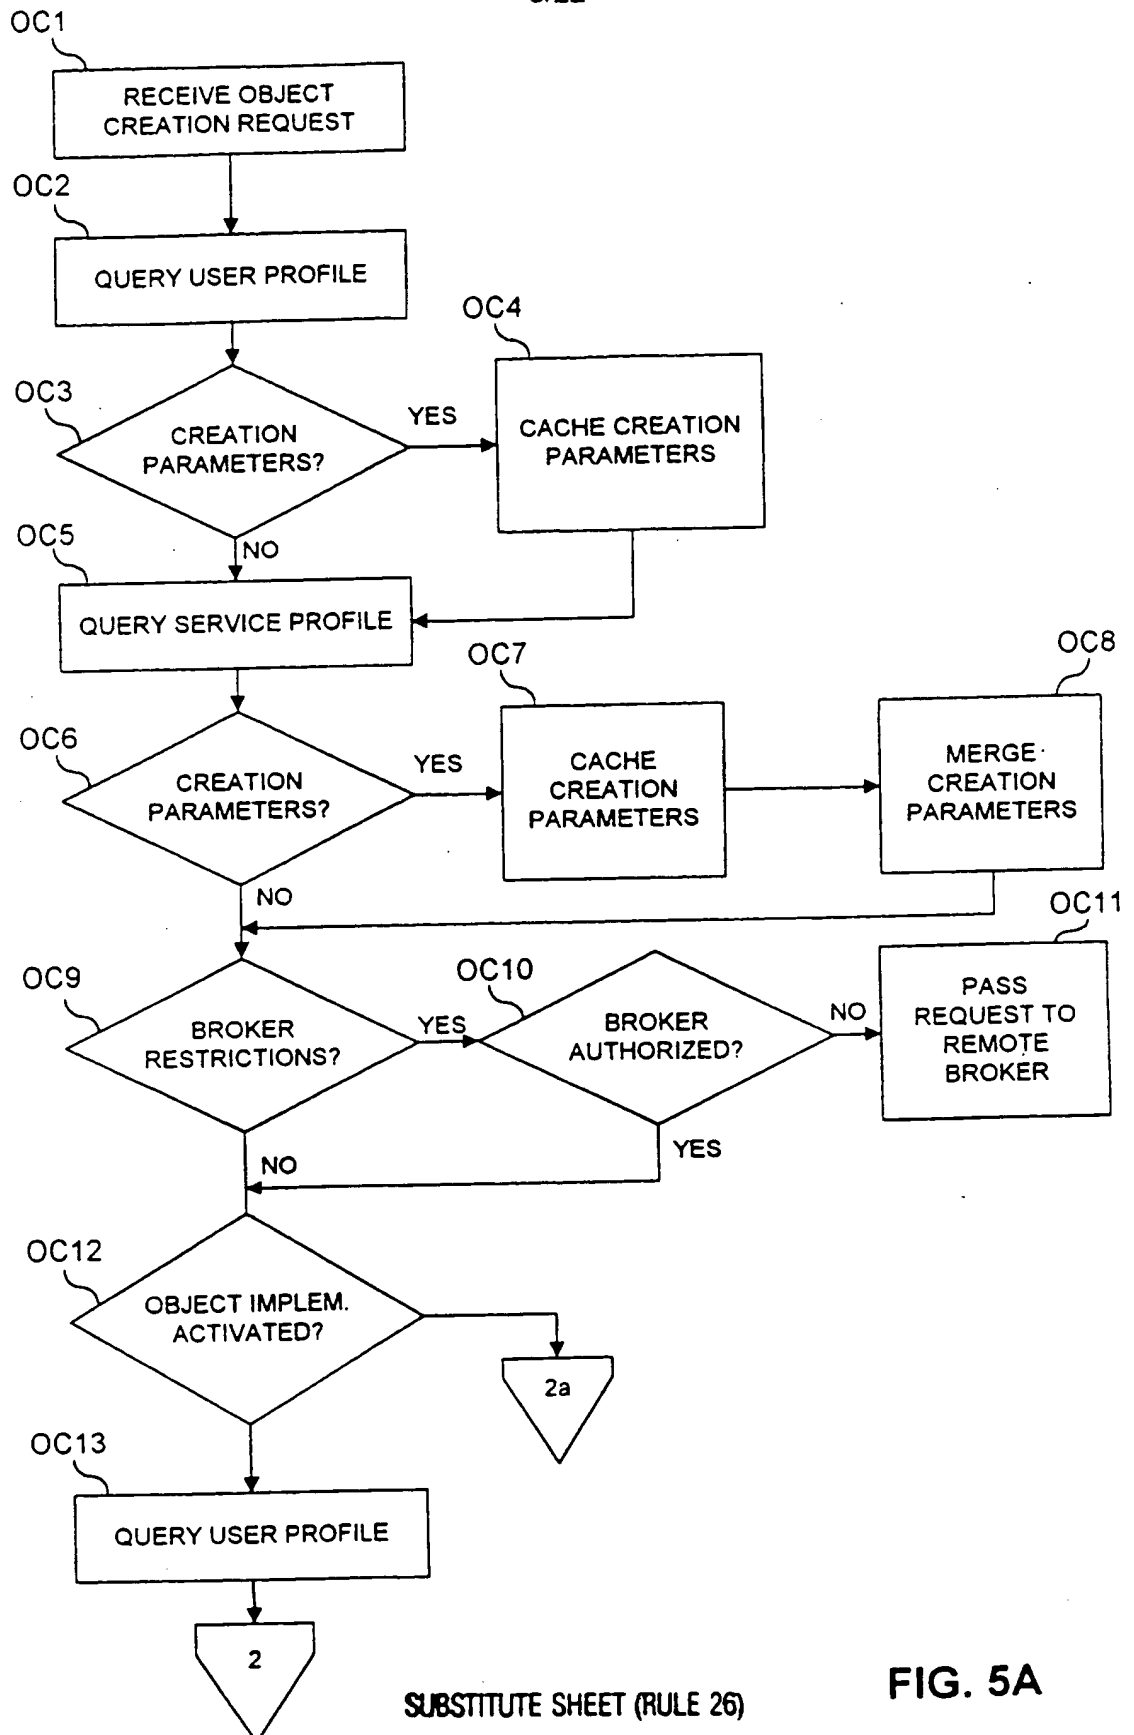 OC1
RECEIVE OBJECT
CREATION REQUEST
OC2
QUERY USER PROFILE
OC3
CREATION
PARAMETERS?
YES
OC4
CACHE CREATION
PARAMETERS
NO
OC5
QUERY SERVICE PROFILE
OC6
CREATION
PARAMETERS?
YES
OC7
CACHE
CREATION
PARAMETERS
OC8
MERGE
CREATION
PARAMETERS
NO
OC9
BROKER
RESTRICTIONS?
YES
OC10
BROKER
AUTHORIZED?
NO
OC11
PASS
REQUEST TO
REMOTE
BROKER
NO
YES
OC12
OBJECT IMPLEM.
ACTIVATED?
2a
OC13
QUERY USER PROFILE
2
SUBSTITUTE SHEET (RULE 26)
FIG. 5A